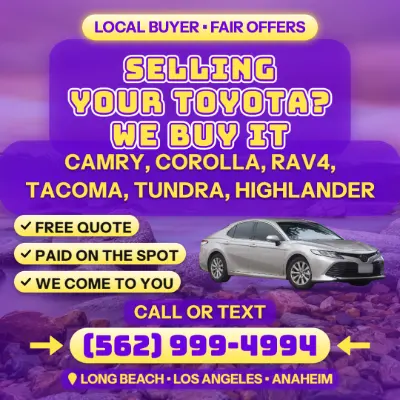 LOCAL BUYER • FAIR OFFERS
SELLING
YOUR TOYOTA?
WE BUY IT
CAMRY, COROLLA, RAV4,
TACOMA, TUNDRA, HIGHLANDER
FREE QUOTE
PAID ON THE SPOT
WE COME TO YOU
CALL OR TEXT
(562) 999-4994
LONG BEACH • LOS ANGELES • ANAHEIM